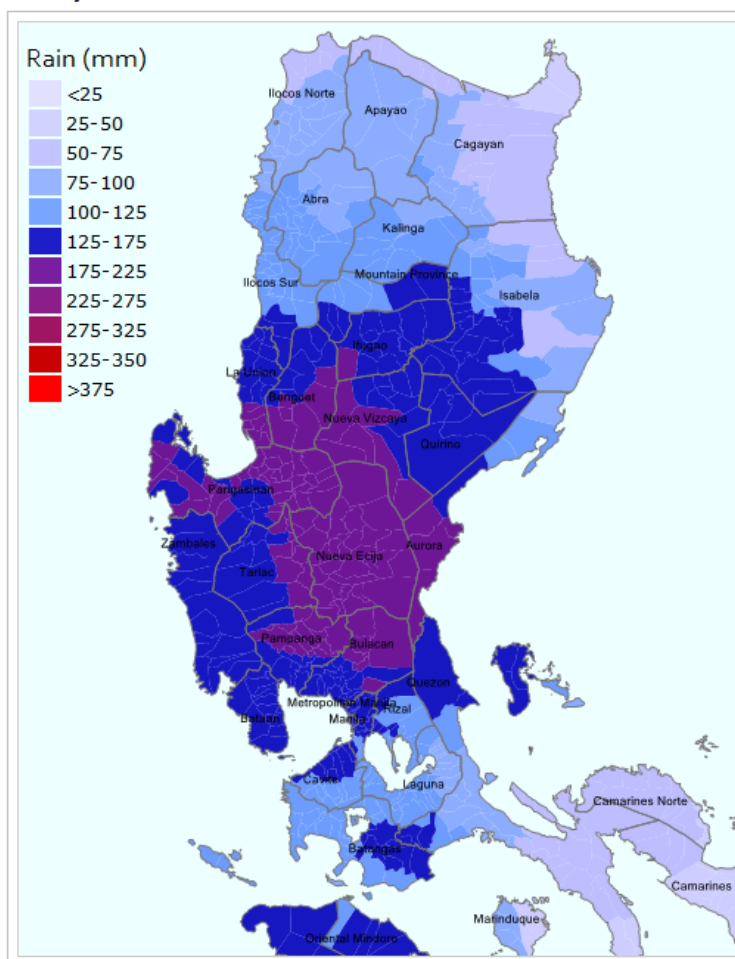 Rain (mm)
<25
25-50
50-75
75-100
100-125
125-175
175-225
225-275
275-325
325-350
>375
Ilocos Norte
Apayao
Cagayan
Abra
Kalinga
Mountain Province
Ilocos Sur
Isabela
Ifugao
La Union
Benguet
Nueva Vizcaya
Quirino
Pangasinan
Zambales
Nueva Ecija
Aurora
Tarlac
Pampanga
Bulacan
Quezon
Metropolitan Manila
Rizal
Bataan
Manila
Cavite
Laguna
Camarines Norte
Batangas
Camarines
Marinduque
Oriental Mindoro